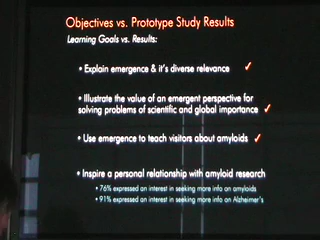 Objectives vs. Prototype Study Results
Learning Goals vs. Results:
• Explain emergence & it's diverse relevance ✓
• Illustrate the value of an emergent perspective for
solving problems of scientific and global importance ✓
• Use emergence to teach visitors about amyloids ✓
• Inspire a personal relationship with amyloid research
• 76% expressed an interest in seeking more info on amyloids
• 91% expressed an interest in seeking more info on Alzheimer's